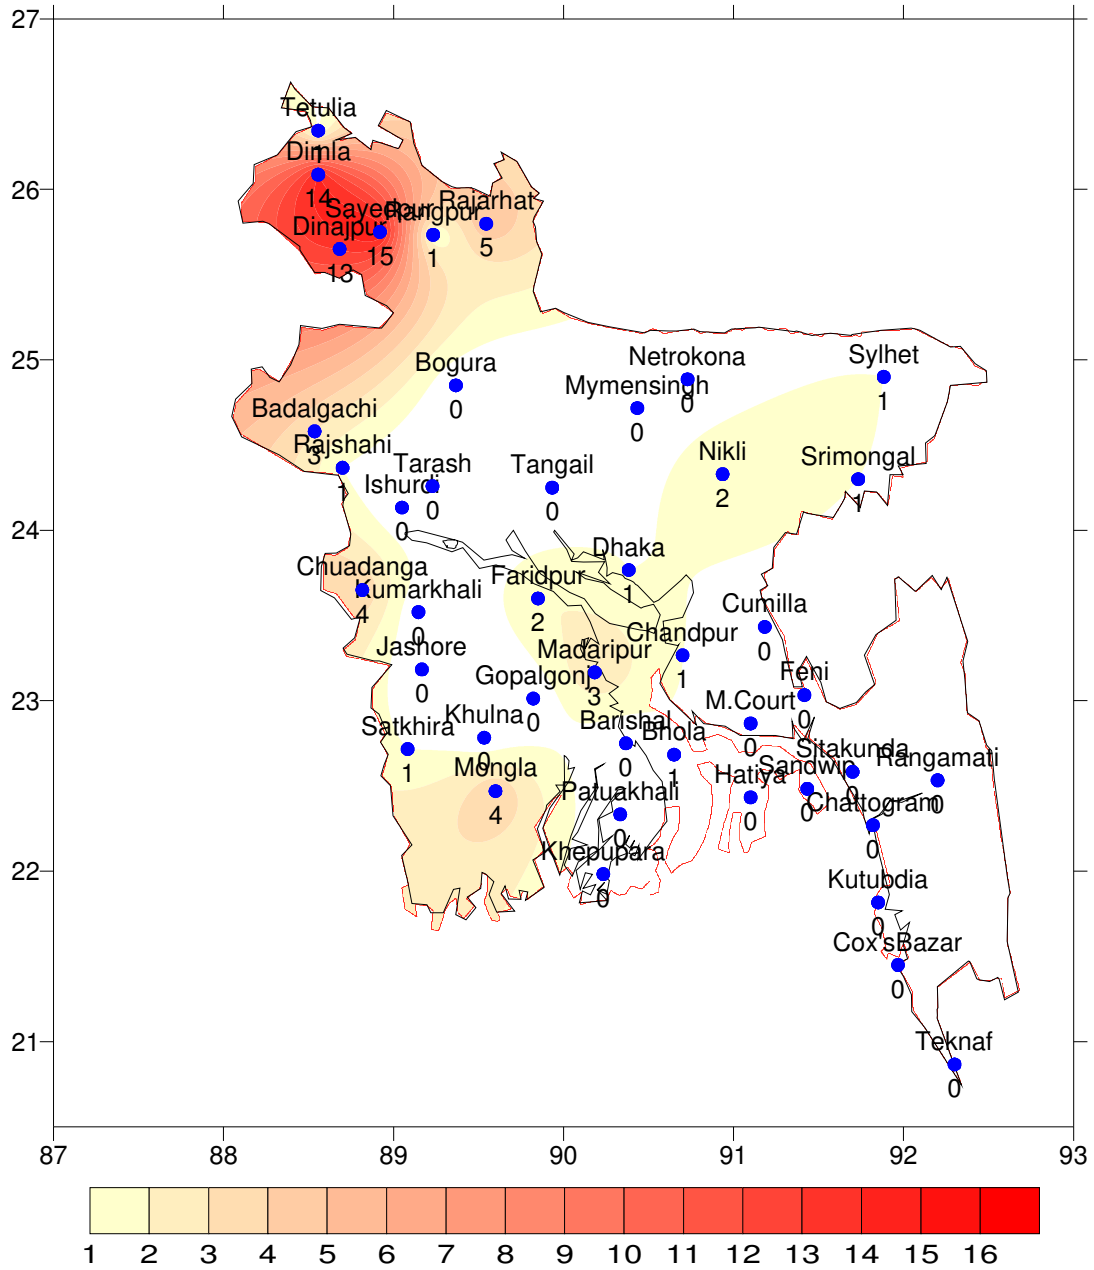 27
Tetulia
1
Dimla
26
14
Sayedpur
Rangpur
Rajarhat
Dinajpur
15
1
5
13
25
Bogura
0
Netrokona
0
Mymensingh
0
Sylhet
1
Badalgachi
3
Rajshahi
1
Tarash
0
Ishurdi
0
Tangail
0
Nikli
2
Srimongal
1
24
Dhaka
1
Chuadanga
4
Kumarkhali
0
Faridpur
2
Cumilla
0
Chandpur
1
Jashore
0
Madaripur
3
Gopalgonj
0
Feni
0
23
M.Court
0
Khulna
0
Satkhira
1
Barishal
0
Bhola
1
Sitakunda
0
Rangamati
0
Mongla
4
Hatiya
0
Sandwip
0
Patuakhali
0
Chattogram
0
22
Khepupara
0
Kutubdia
0
Cox'sBazar
0
21
Teknaf
0
87 88 89 90 91 92 93
1 2 3 4 5 6 7 8 9 10 11 12 13 14 15 16